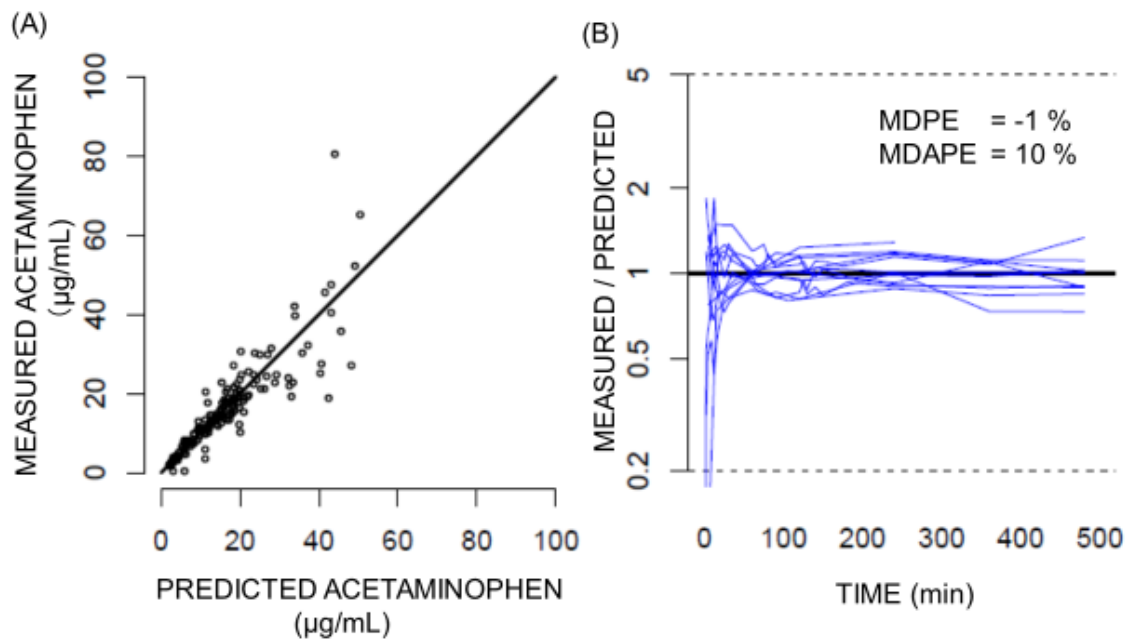 (A)
MEASURED ACETAMINOPHEN
(µg/mL)
100
80
60
40
20
0
0 20 40 60 80 100
PREDICTED ACETAMINOPHEN
(µg/mL)
(B)
MEASURED / PREDICTED
5
2
1
0.5
0.2
MDPE = -1 %
MDAPE = 10 %
0 100 200 300 400 500
TIME (min)